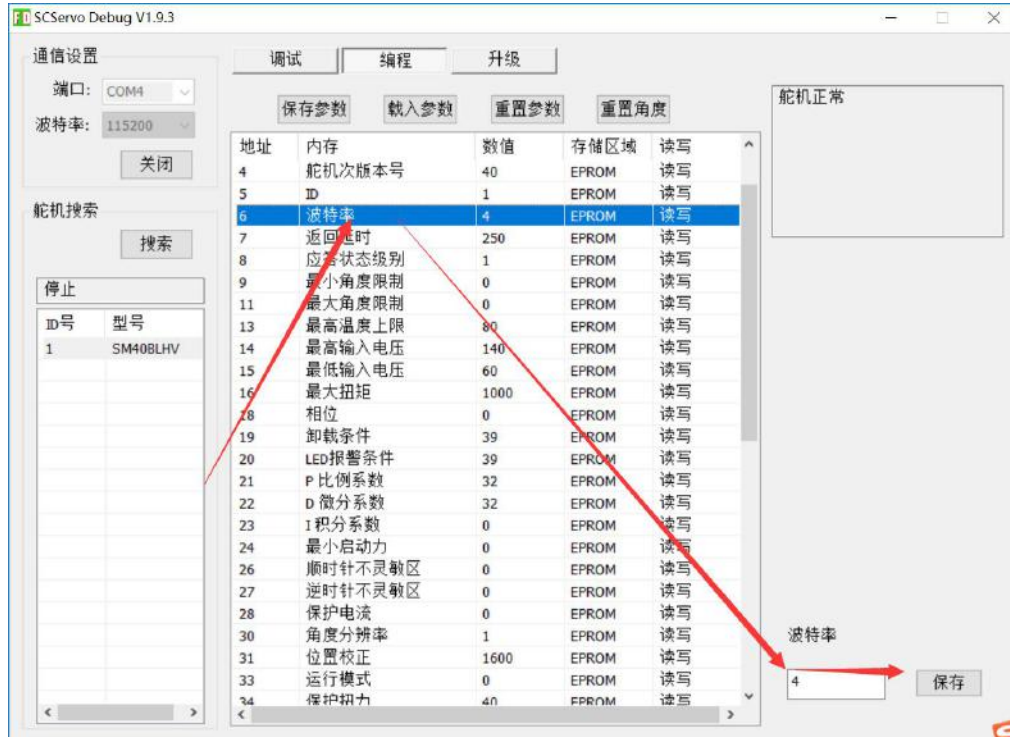 SCServo Debug V1.9.3
通信设置
端口: COM4
波特率: 115200
关闭
舵机搜索
搜索
停止
ID号 型号
1 SM40BLHV
调试 编程 升级
保存参数 载入参数 重置参数 重置角度
地址 内存 数值 存储区域 读写
4 舵机次版本号 40 EPROM 读写
5 ID 1 EPROM 读写
6 波特率 4 EPROM 读写
7 返回延时 250 EPROM 读写
8 应答状态级别 1 EPROM 读写
9 最小角度限制 0 EPROM 读写
11 最大角度限制 0 EPROM 读写
13 最高温度上限 80 EPROM 读写
14 最高输入电压 140 EPROM 读写
15 最低输入电压 60 EPROM 读写
16 最大扭矩 1000 EPROM 读写
18 相位 0 EPROM 读写
19 卸载条件 39 EPROM 读写
20 LED报警条件 39 EPROM 读写
21 P 比例系数 32 EPROM 读写
22 D 微分系数 32 EPROM 读写
23 I 积分系数 0 EPROM 读写
24 最小启动力 0 EPROM 读写
26 顺时针不灵敏区 0 EPROM 读写
27 逆时针不灵敏区 0 EPROM 读写
28 保护电流 0 EPROM 读写
30 角度分辨率 1 EPROM 读写
31 位置校正 1600 EPROM 读写
33 运行模式 0 EPROM 读写
34 保护扭力 40 EPROM 读写
舵机正常
波特率
4 保存